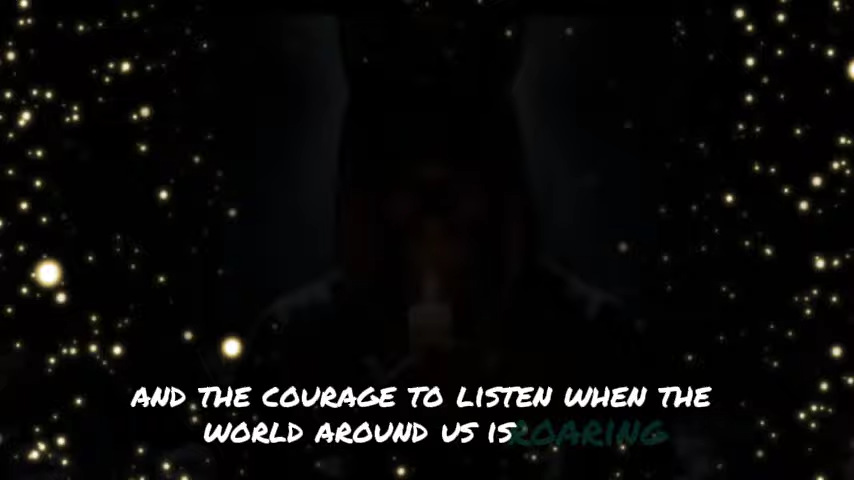 AND THE COURAGE TO LISTEN WHEN THE
WORLD AROUND US IS ROARING